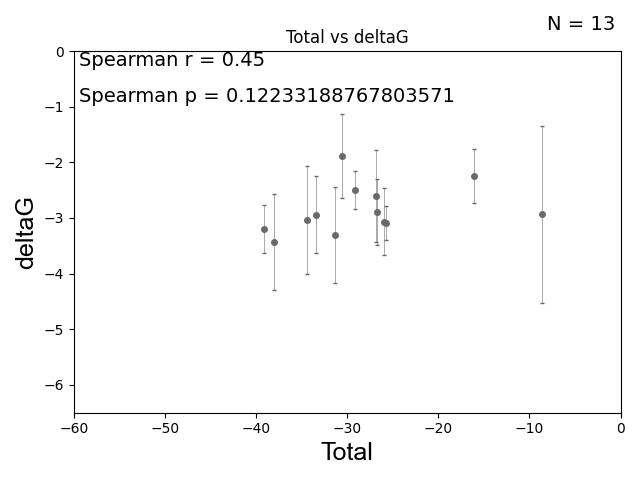 N = 13
Total vs deltaG
Spearman r = 0.45
Spearman p = 0.12233188767803571
deltaG
0
−1
−2
−3
−4
−5
−6
−60
−50
−40
−30
−20
−10
0
Total